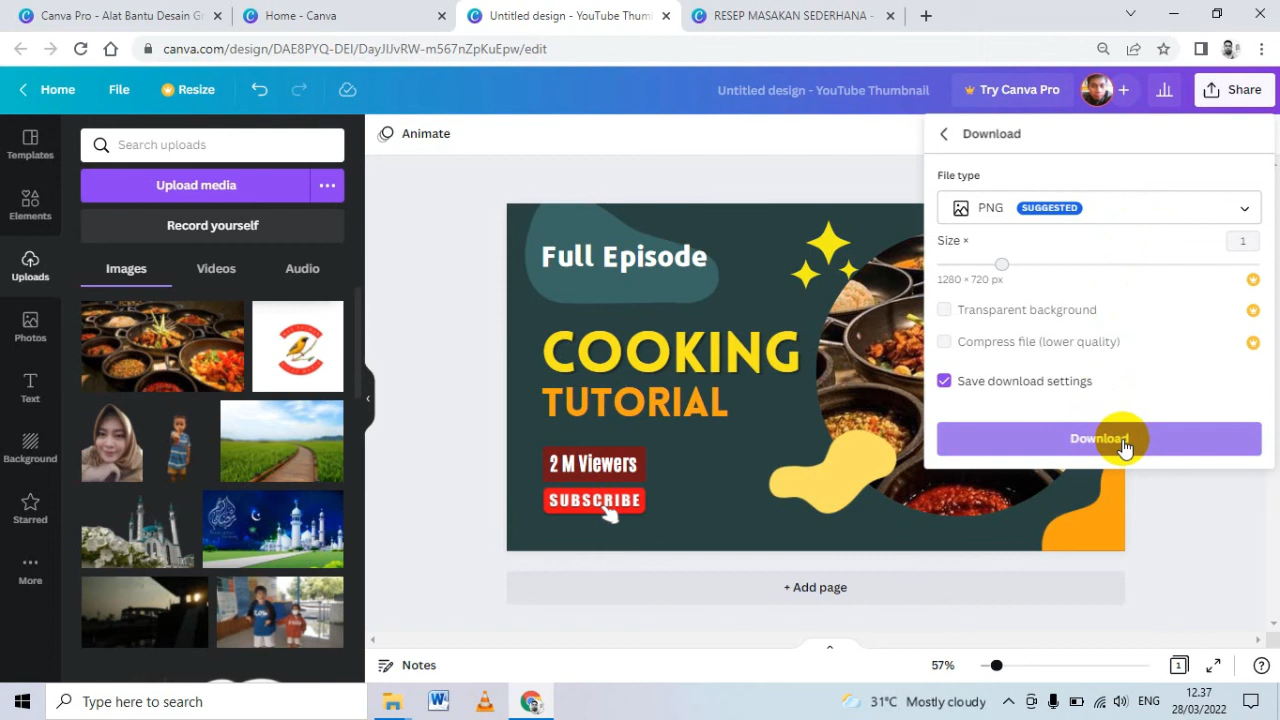 Canva Pro - Alat Bantu Desain Gr
Home - Canva
Untitled design - YouTube Thumb
RESEP MASAKAN SEDERHANA -
canva.com/design/DAE8PYQ-DEI/DayJIJvRW-m567nZpKuEpw/edit
Home
File
Resize
Untitled design - YouTube Thumbnail
Try Canva Pro
+
Share
Templates
Elements
Uploads
Photos
Text
Background
Starred
More
Search uploads
Upload media
Record yourself
Images
Videos
Audio
Animate
Full Episode
COOKING
TUTORIAL
2 M Viewers
SUBSCRIBE
+ Add page
Download
File type
PNG SUGGESTED
Size ×
1
1280 × 720 px
Transparent background
Compress file (lower quality)
Save download settings
Download
Notes
57%
1
Type here to search
31°C Mostly cloudy
ENG
12.37
28/03/2022